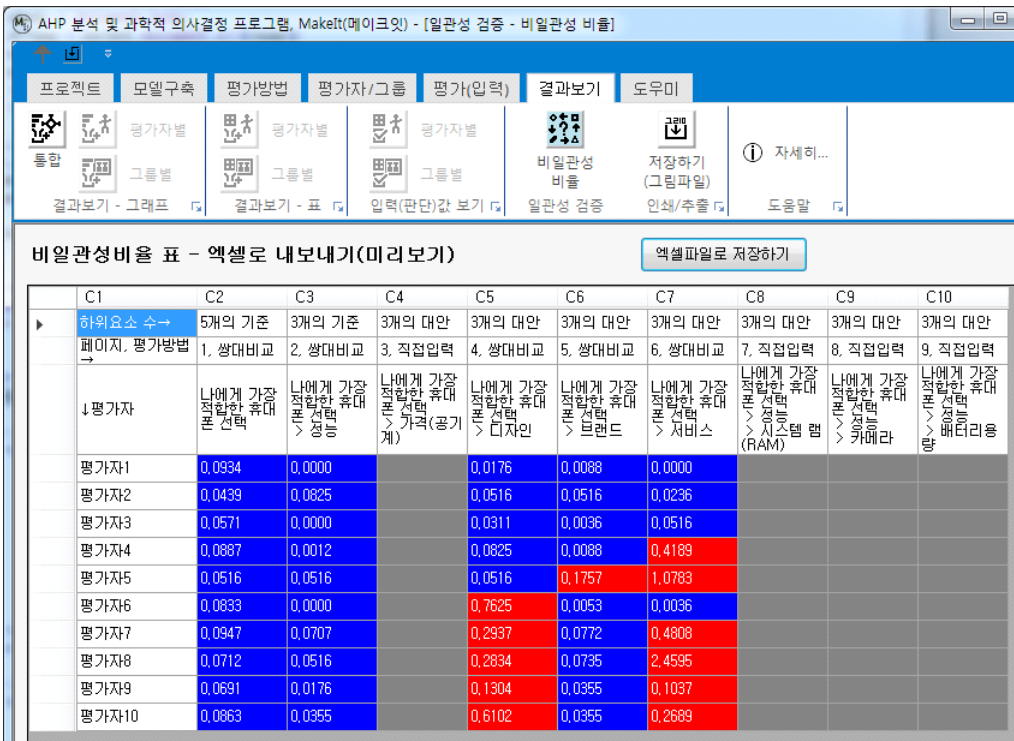 AHP 분석 및 과학적 의사결정 프로그램, MakeIt(메이크잇) - [일관성 검증 - 비일관성 비율]
프로젝트 모델구축 평가방법 평가자/그룹 평가(입력) 결과보기 도우미
통합 평가자별 그룹별 평가자별 그룹별 평가자별 그룹별 비일관성 비율 저장하기 (그림파일) 자세히...
결과보기 - 그래프 결과보기 - 표 입력(판단)값 보기 일관성 검증 인쇄/추출 도움말
비일관성비율 표 - 엑셀로 내보내기(미리보기) 엑셀파일로 저장하기
C1 C2 C3 C4 C5 C6 C7 C8 C9 C10
하위요소 수→ 5개의 기준 3개의 기준 3개의 대안 3개의 대안 3개의 대안 3개의 대안 3개의 대안 3개의 대안 3개의 대안
페이지, 평가방법→ 1, 쌍대비교 2, 쌍대비교 3, 직접입력 4, 쌍대비교 5, 쌍대비교 6, 쌍대비교 7, 직접입력 8, 직접입력 9, 직접입력
↓평가자 나에게 가장 적합한 휴대폰 선택 나에게 가장 적합한 휴대폰 선택 > 성능 나에게 가장 적합한 휴대폰 선택 > 가격(공기계) 나에게 가장 적합한 휴대폰 선택 > 디자인 나에게 가장 적합한 휴대폰 선택 > 브랜드 나에게 가장 적합한 휴대폰 선택 > 서비스 나에게 가장 적합한 휴대폰 선택 > 성능 > 시스템 램(RAM) 나에게 가장 적합한 휴대폰 선택 > 성능 > 카메라 나에게 가장 적합한 휴대폰 선택 > 성능 > 배터리용량
평가자1 0,0934 0,0000 0,0176 0,0088 0,0000
평가자2 0,0439 0,0825 0,0516 0,0516 0,0236
평가자3 0,0571 0,0000 0,0311 0,0036 0,0516
평가자4 0,0887 0,0012 0,0825 0,0088 0,4189
평가자5 0,0516 0,0516 0,0516 0,1757 1,0783
평가자6 0,0833 0,0000 0,7625 0,0053 0,0036
평가자7 0,0947 0,0707 0,2937 0,0772 0,4808
평가자8 0,0712 0,0516 0,2834 0,0735 2,4595
평가자9 0,0691 0,0176 0,1304 0,0355 0,1037
평가자10 0,0863 0,0355 0,6102 0,0355 0,2689